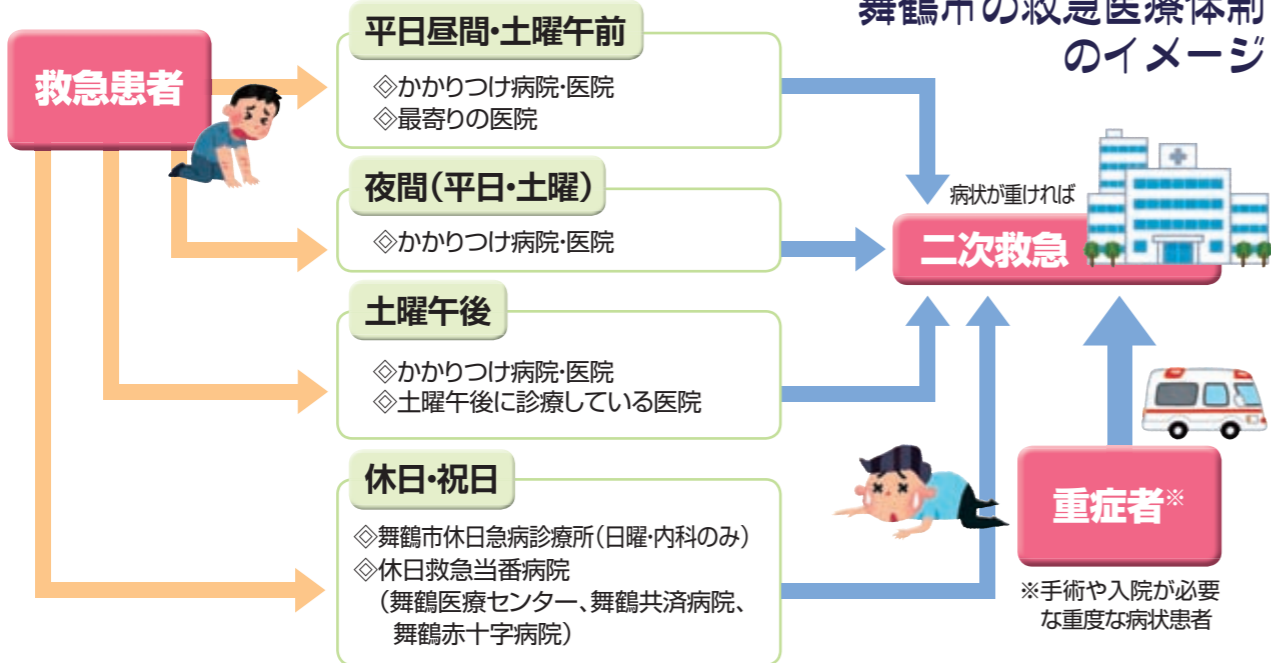 舞鶴市の救急医療体制
のイメージ
救急患者
平日昼間・土曜午前
◇かかりつけ病院・医院
◇最寄りの医院
夜間(平日・土曜)
◇かかりつけ病院・医院
土曜午後
◇かかりつけ病院・医院
◇土曜午後に診療している医院
休日・祝日
◇舞鶴市休日急病診療所(日曜・内科のみ)
◇休日救急当番病院
(舞鶴医療センター、舞鶴共済病院、
舞鶴赤十字病院)
病状が重ければ
二次救急
重症者※
※手術や入院が必要
な重度な病状患者